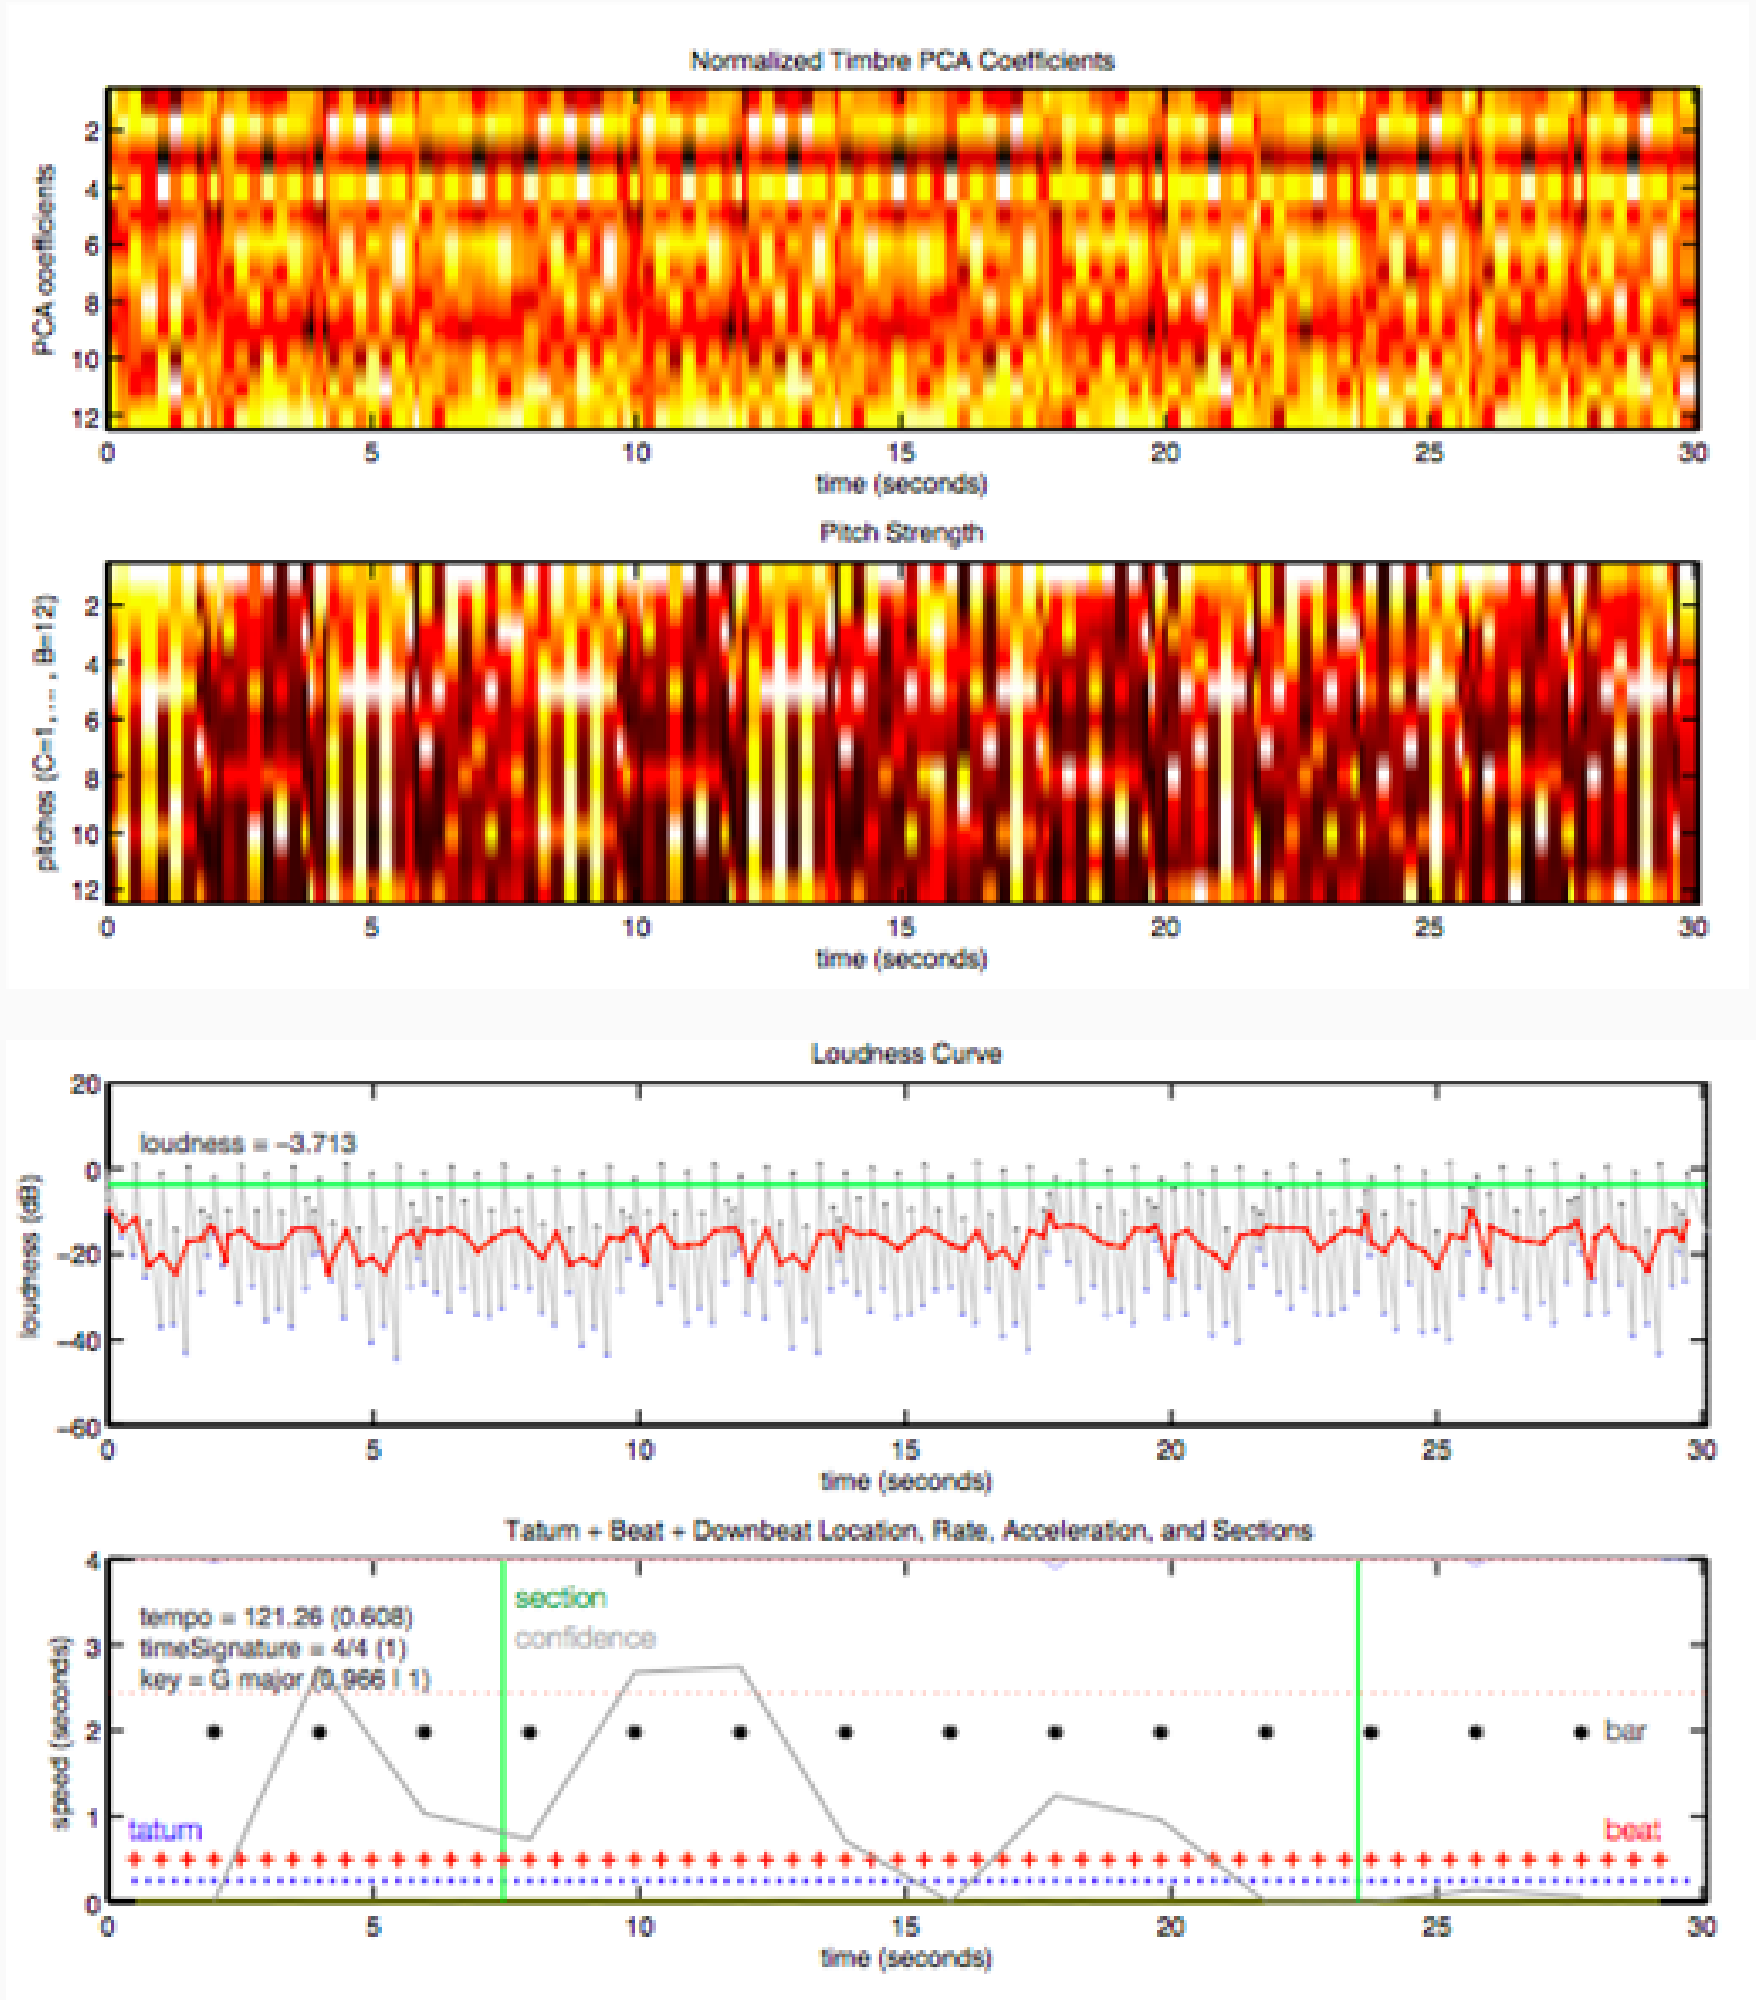 Normalized Timbre PCA Coefficients
PCA coefficients
2
4
6
8
10
12
0 5 10 15 20 25 30
time (seconds)
Pitch Strength
pitches (C=1, ... , B=12)
2
4
6
8
10
12
0 5 10 15 20 25 30
time (seconds)
Loudness Curve
loudness (dB)
20
0
−20
−40
−60
loudness = −3.713
0 5 10 15 20 25 30
time (seconds)
Tatum + Beat + Downbeat Location, Rate, Acceleration, and Sections
speed (seconds)
4
3
2
1
0
section
confidence
tempo = 121.26 (0.608)
timeSignature = 4/4 (1)
key = G major (0.966 | 1)
bar
tatum
beat
0 5 10 15 20 25 30
time (seconds)